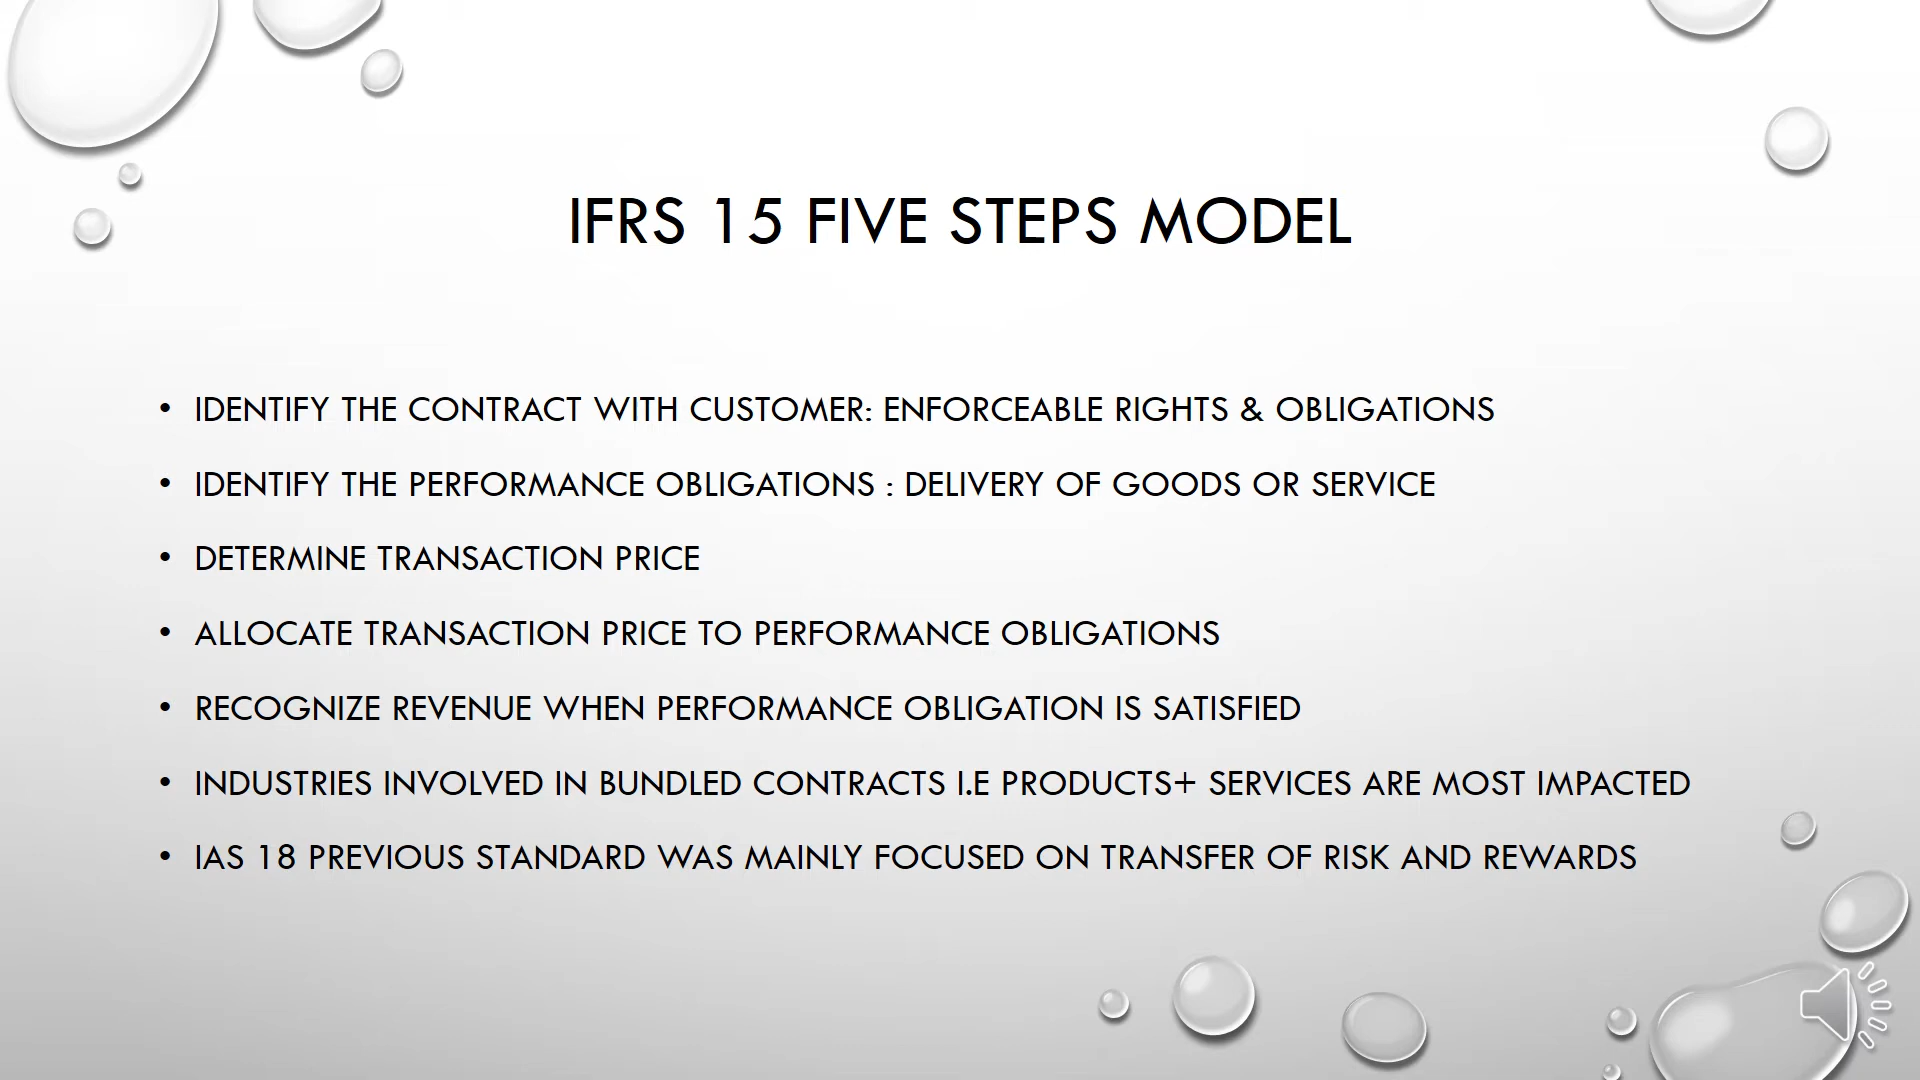 IFRS 15 FIVE STEPS MODEL
• IDENTIFY THE CONTRACT WITH CUSTOMER: ENFORCEABLE RIGHTS & OBLIGATIONS
• IDENTIFY THE PERFORMANCE OBLIGATIONS : DELIVERY OF GOODS OR SERVICE
• DETERMINE TRANSACTION PRICE
• ALLOCATE TRANSACTION PRICE TO PERFORMANCE OBLIGATIONS
• RECOGNIZE REVENUE WHEN PERFORMANCE OBLIGATION IS SATISFIED
• INDUSTRIES INVOLVED IN BUNDLED CONTRACTS I.E PRODUCTS+ SERVICES ARE MOST IMPACTED
• IAS 18 PREVIOUS STANDARD WAS MAINLY FOCUSED ON TRANSFER OF RISK AND REWARDS